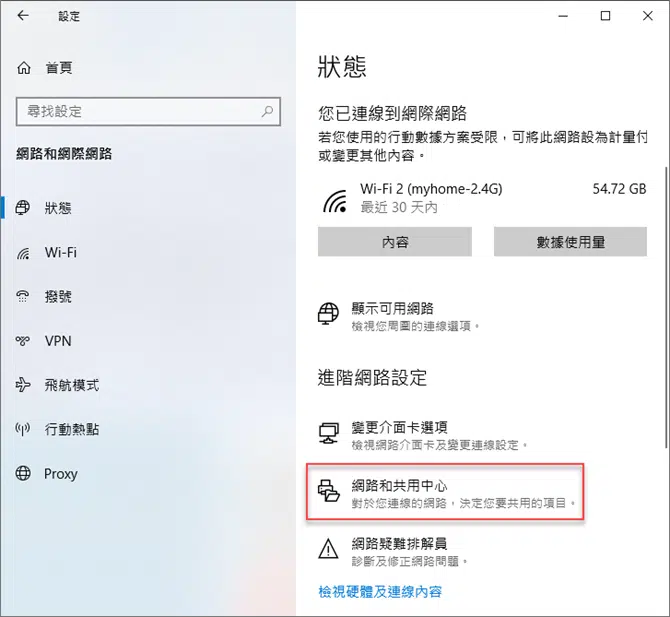 設定
首頁
尋找設定
網路和網際網路
狀態
Wi-Fi
撥號
VPN
飛航模式
行動熱點
Proxy
狀態
您已連線到網際網路
若您使用的行動數據方案受限，可將此網路設為計量付
或變更其他內容。
Wi-Fi 2 (myhome-2.4G)
54.72 GB
最近 30 天內
內容
數據使用量
顯示可用網路
檢視您周圍的連線選項。
進階網路設定
變更介面卡選項
檢視網路介面卡及變更連線設定。
網路和共用中心
對於您連線的網路，決定您要共用的項目。
網路疑難排解員
診斷及修正網路問題。
檢視硬體及連線內容